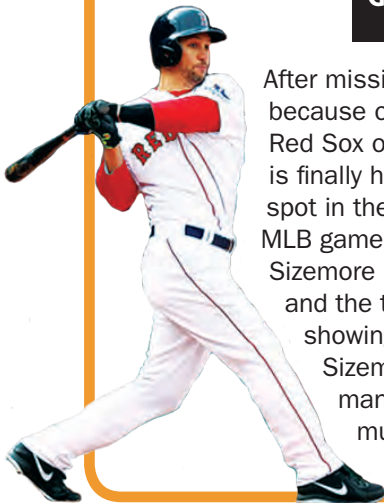 After missi
because o
Red Sox o
is finally h
spot in the
MLB game
Sizemore
and the t
showing
Sizem
man
mu
RED